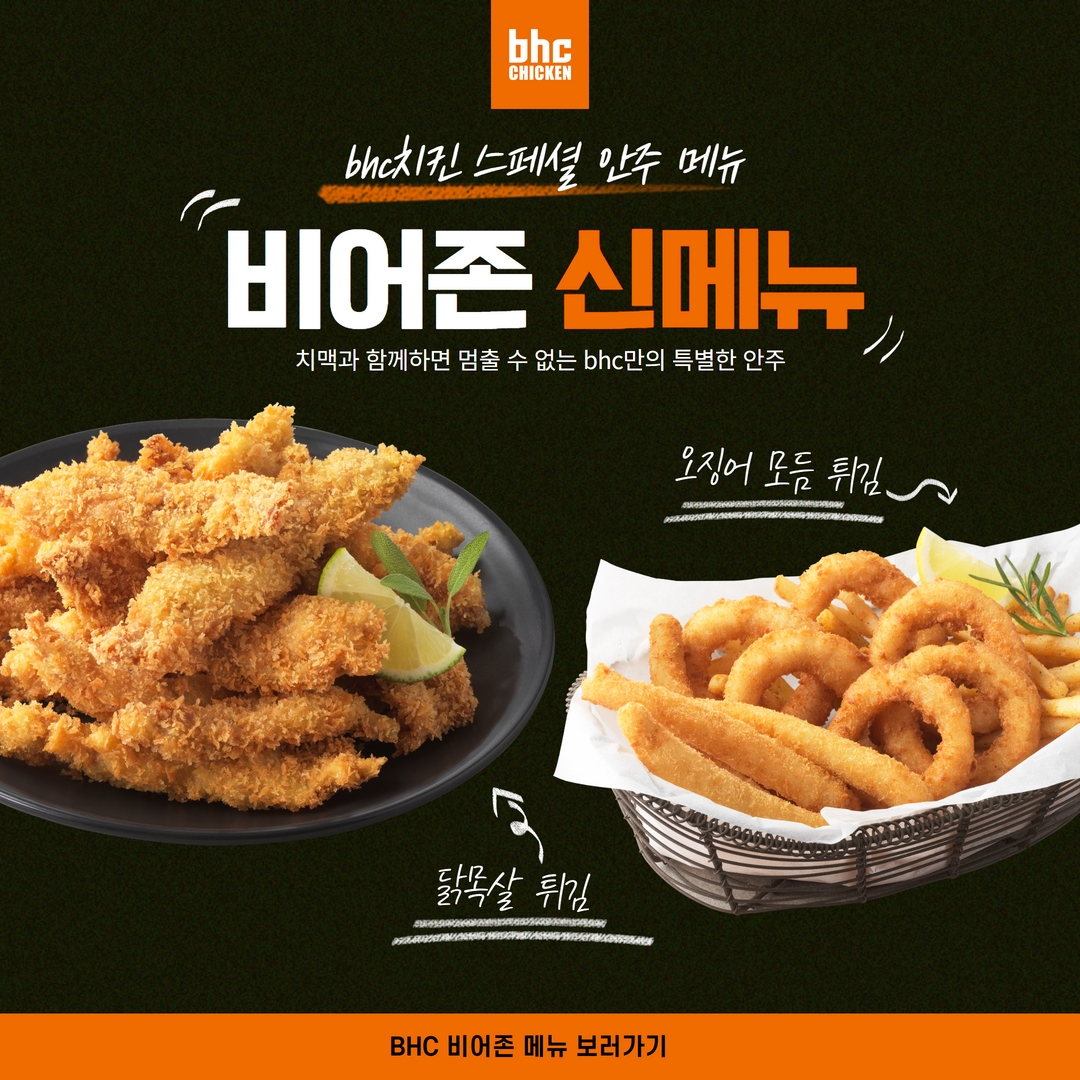 bhc
CHICKEN
bhc치킨 스페셜 안주 메뉴
비어존 신메뉴
치맥과 함께하면 멈출 수 없는 bhc만의 특별한 안주
오징어 모듬 튀김
닭목살 튀김
BHC 비어존 메뉴 보러가기